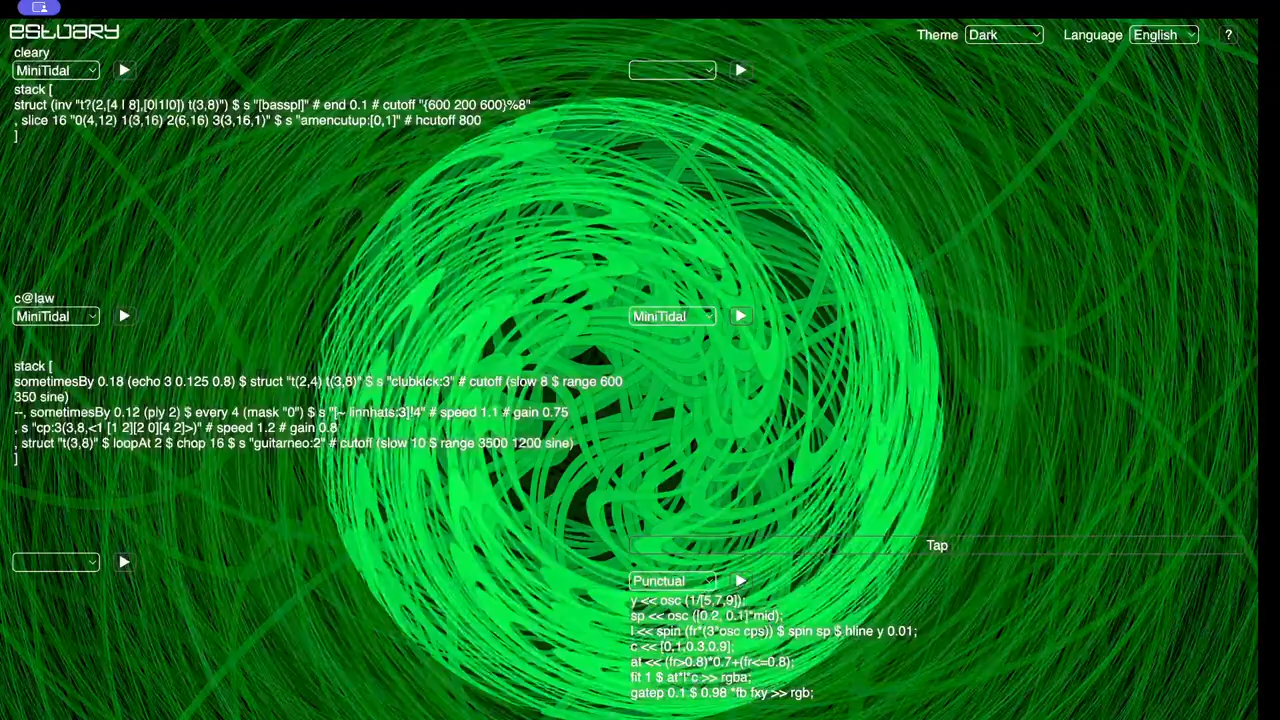 estuary
Theme Dark Language English ?
cleary
MiniTidal
stack [
struct (inv "t?(2,[4 | 8],[0|1|0]) t(3,8)") $ s "[basspl]" # end 0.1 # cutoff "{600 200 600}%8"
, slice 16 "0(4,12) 1(3,16) 2(6,16) 3(3,16,1)" $ s "amencutup:[0,1]" # hcutoff 800
]
c@law
MiniTidal
stack [
sometimesBy 0.18 (echo 3 0.125 0.8) $ struct "t(2,4) t(3,8)" $ s "clubkick:3" # cutoff (slow 8 $ range 600
350 sine)
--, sometimesBy 0.12 (ply 2) $ every 4 (mask "0") $ s "[~ linnhats:3]!4" # speed 1.1 # gain 0.75
, s "cp:3(3,8,<1 [1 2][2 0][4 2]>)" # speed 1.2 # gain 0.8
, struct "t(3,8)" $ loopAt 2 $ chop 16 $ s "guitarneo:2" # cutoff (slow 10 $ range 3500 1200 sine)
]
MiniTidal
Tap
Punctual
y << osc (1/[5,7,9]);
sp << osc ([0.2, 0.1]*mid);
l << spin (fr*(3*osc cps)) $ spin sp $ hline y 0.01;
c << [0,1,0.3,0.9];
at << (fr>0.8)*0.7+(fr<=0.8);
fit 1 $ at*l*c >> rgba;
gatep 0.1 $ 0.98 *fb fxy >> rgb;